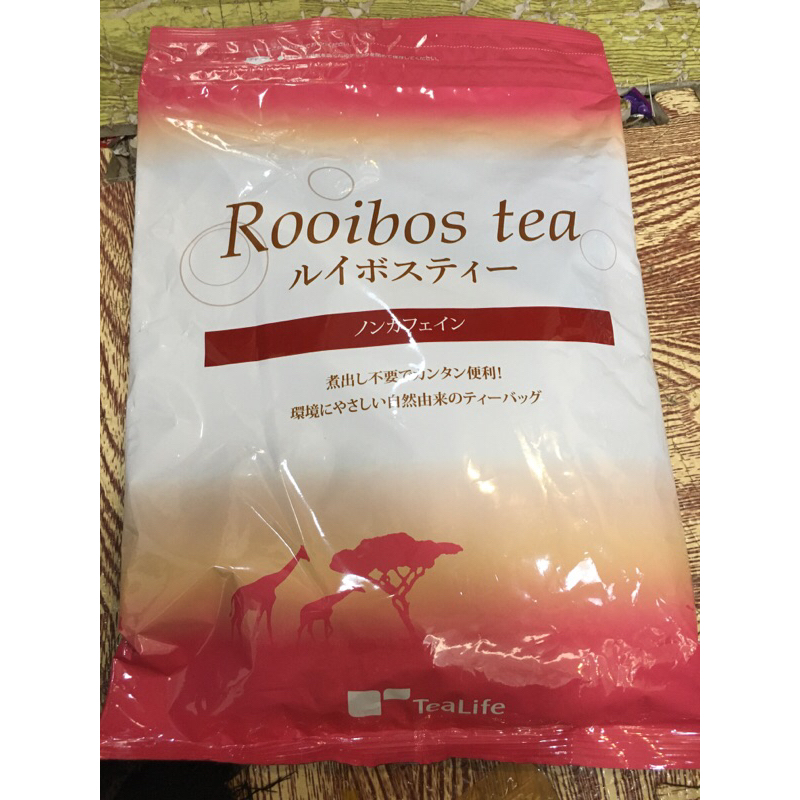 Rooibos tea
ルイボスティー
ノンカフェイン
煮出し不要でカンタン便利!
環境にやさしい自然由来のティーバッグ
TeaLife